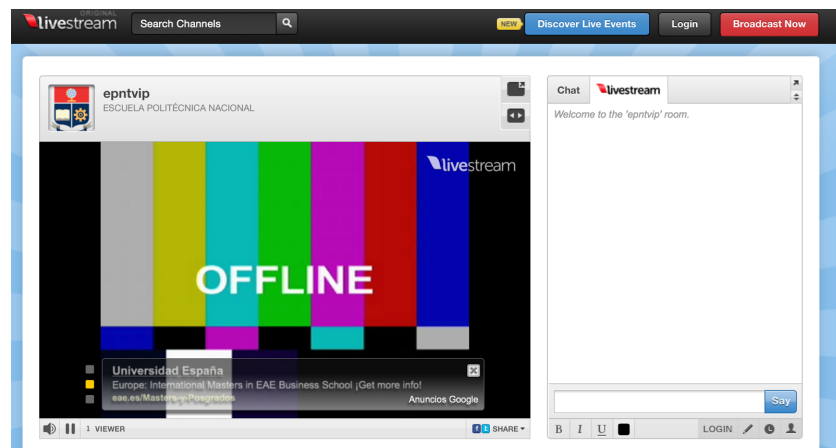 ORIGINAL
livestream
Search Channels
NEW
Discover Live Events
Login
Broadcast Now
epntvip
ESCUELA POLITÉCNICA NACIONAL
livestream
OFFLINE
Universidad España
Europe: International Masters in EAE Business School ¡Get more info!
eae.es/Masters-y-Posgrados
Anuncios Google
1 VIEWER
f t SHARE
Chat
livestream
Welcome to the 'epntvip' room.
Say
B I U
LOGIN